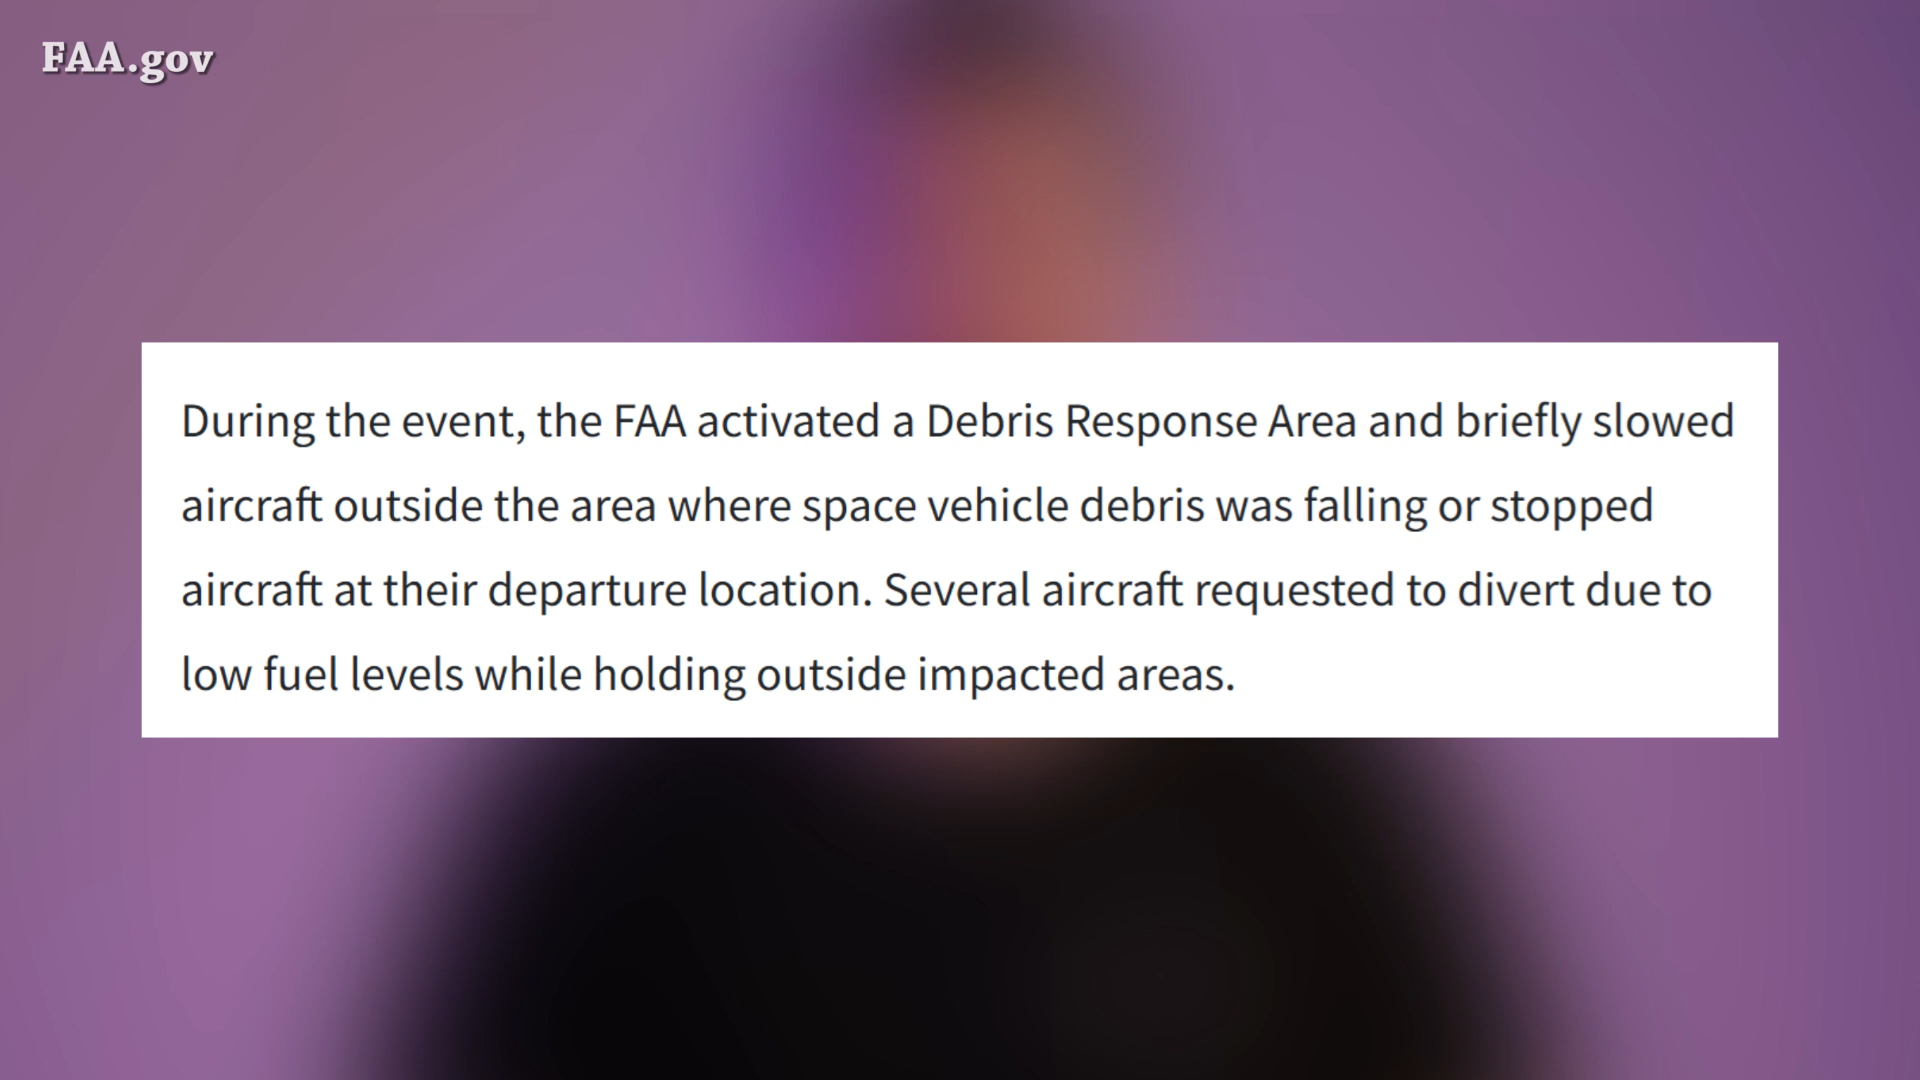 FAA.gov
During the event, the FAA activated a Debris Response Area and briefly slowed
aircraft outside the area where space vehicle debris was falling or stopped
aircraft at their departure location. Several aircraft requested to divert due to
low fuel levels while holding outside impacted areas.